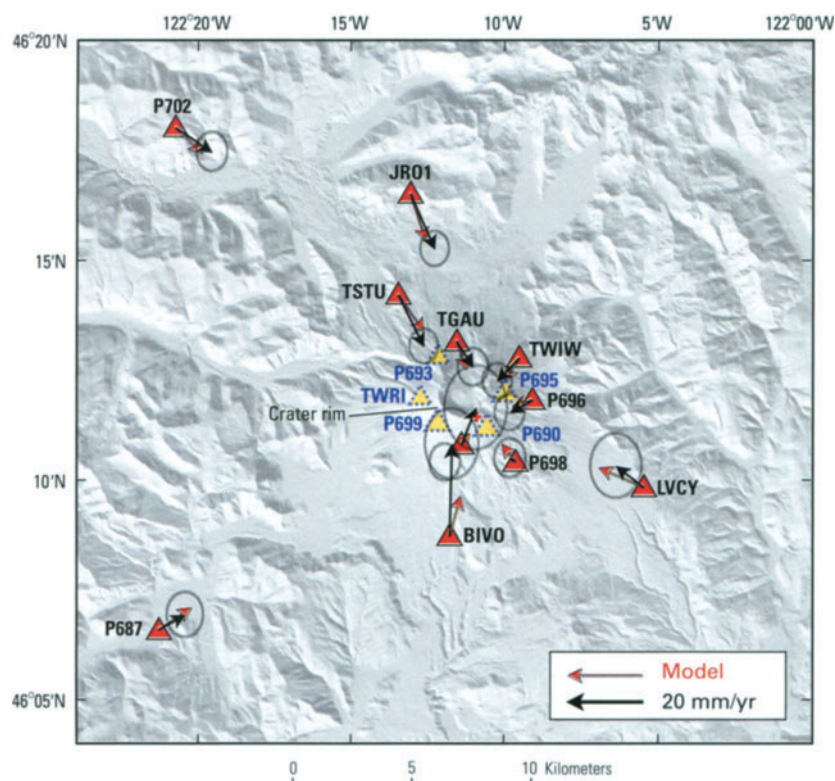 122°20'W 15'W 10'W 5'W 122°00'W
46°20'N
P702
JRO1
15'N
TSTU
TGAU
TWIW
P693
P695
TWRI
P696
Crater rim
P699
P690
P698
10'N
LVCY
BIVO
P687
Model
20 mm/yr
46°05'N
0 5 10 Kilometers